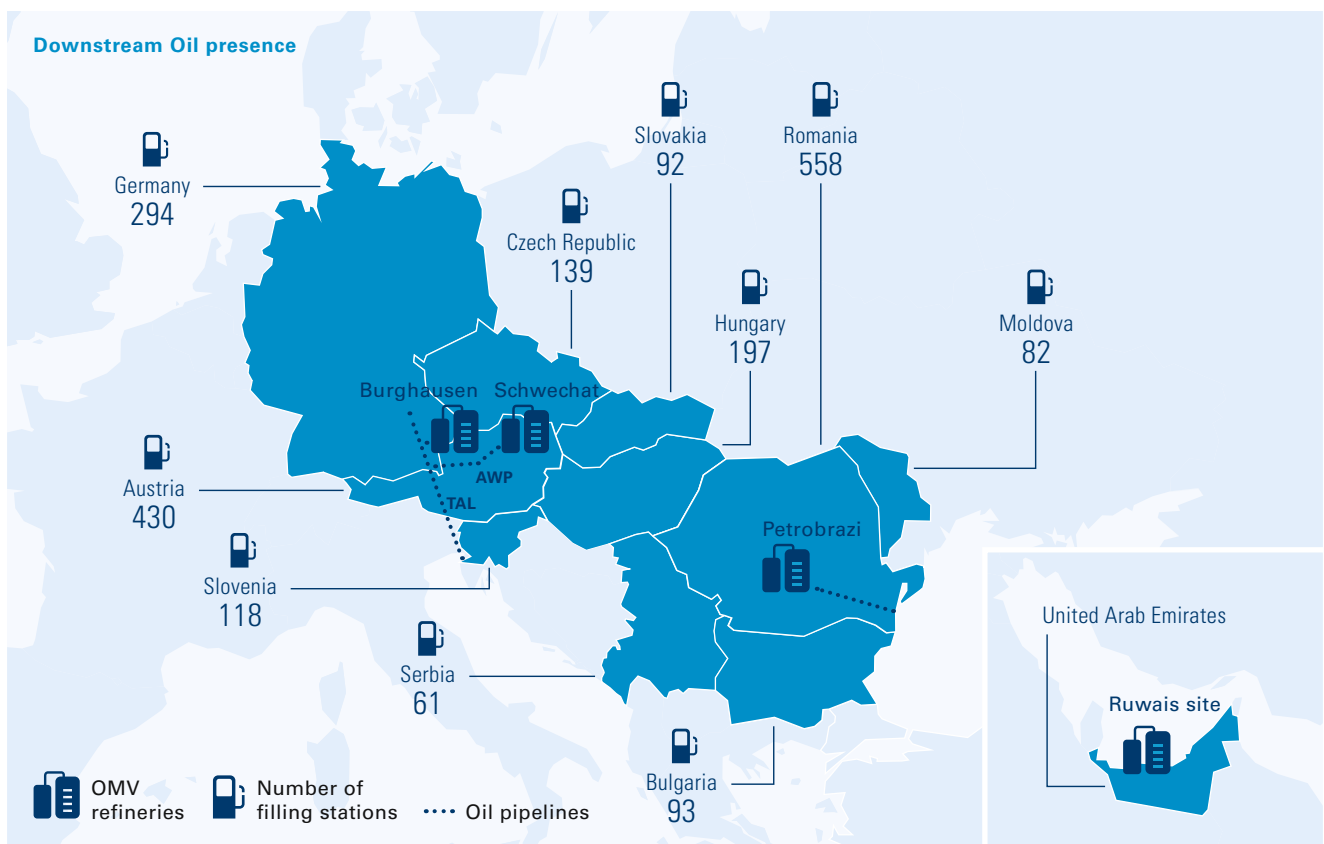 Downstream Oil presence
Slovakia
92
Romania
558
Germany
294
Czech Republic
139
Hungary
197
Moldova
82
Burghausen
Schwechat
AWP
TAL
Austria
430
Petrobrazi
Slovenia
118
Serbia
61
United Arab Emirates
Ruwais site
Bulgaria
93
OMV
refineries
Number of
filling stations
Oil pipelines